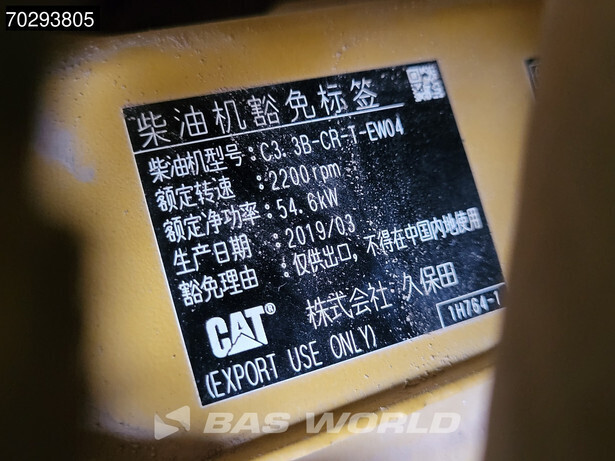 70293805
柴油机豁免标签
柴油机型号：C3.3B-CR-T-EW04
额定转速：2200rpm
额定净功率：54.6kW
生产日期：2019/03
豁免理由：仅供出口，不得在中国内地使用
CAT®
株式会社:久保田
(EXPORT USE ONLY)
1H764-1
BAS WORLD